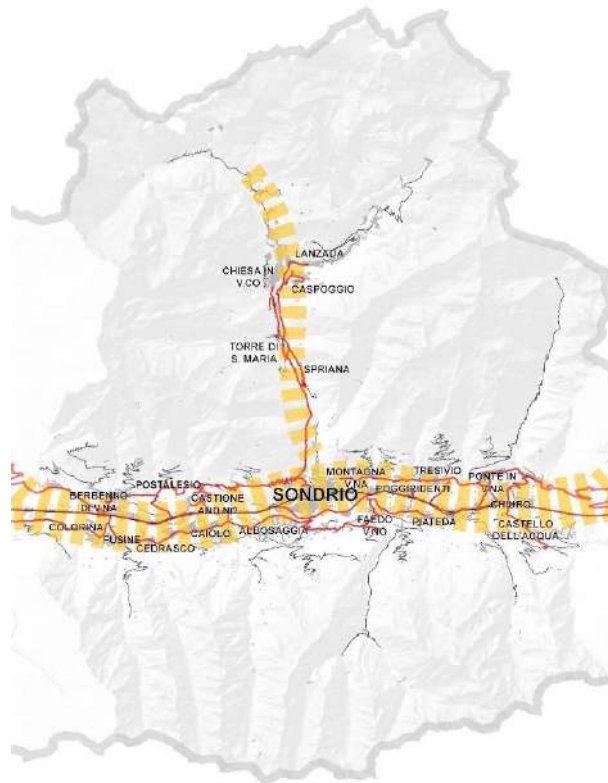 LANZADA
CHIESA IN
V.CO
CASPOGGIO
TORRE DI
S. MARIA
SPRIANA
MONTAGNA
V.NA
TRESIVIO
POSTALESIO
PONTE IN
V.NA
BERBENNO
DI V.NA
CASTIONE
AND.NO
SONDRIO
POGGIRIDENTI
CHIURO
COLORINA
FUSINE
CEDRASCO
CAIOLO
ALBOSAGGIA
FAEDO
V.NO
PIATEDA
CASTELLO
DELL'ACQUA